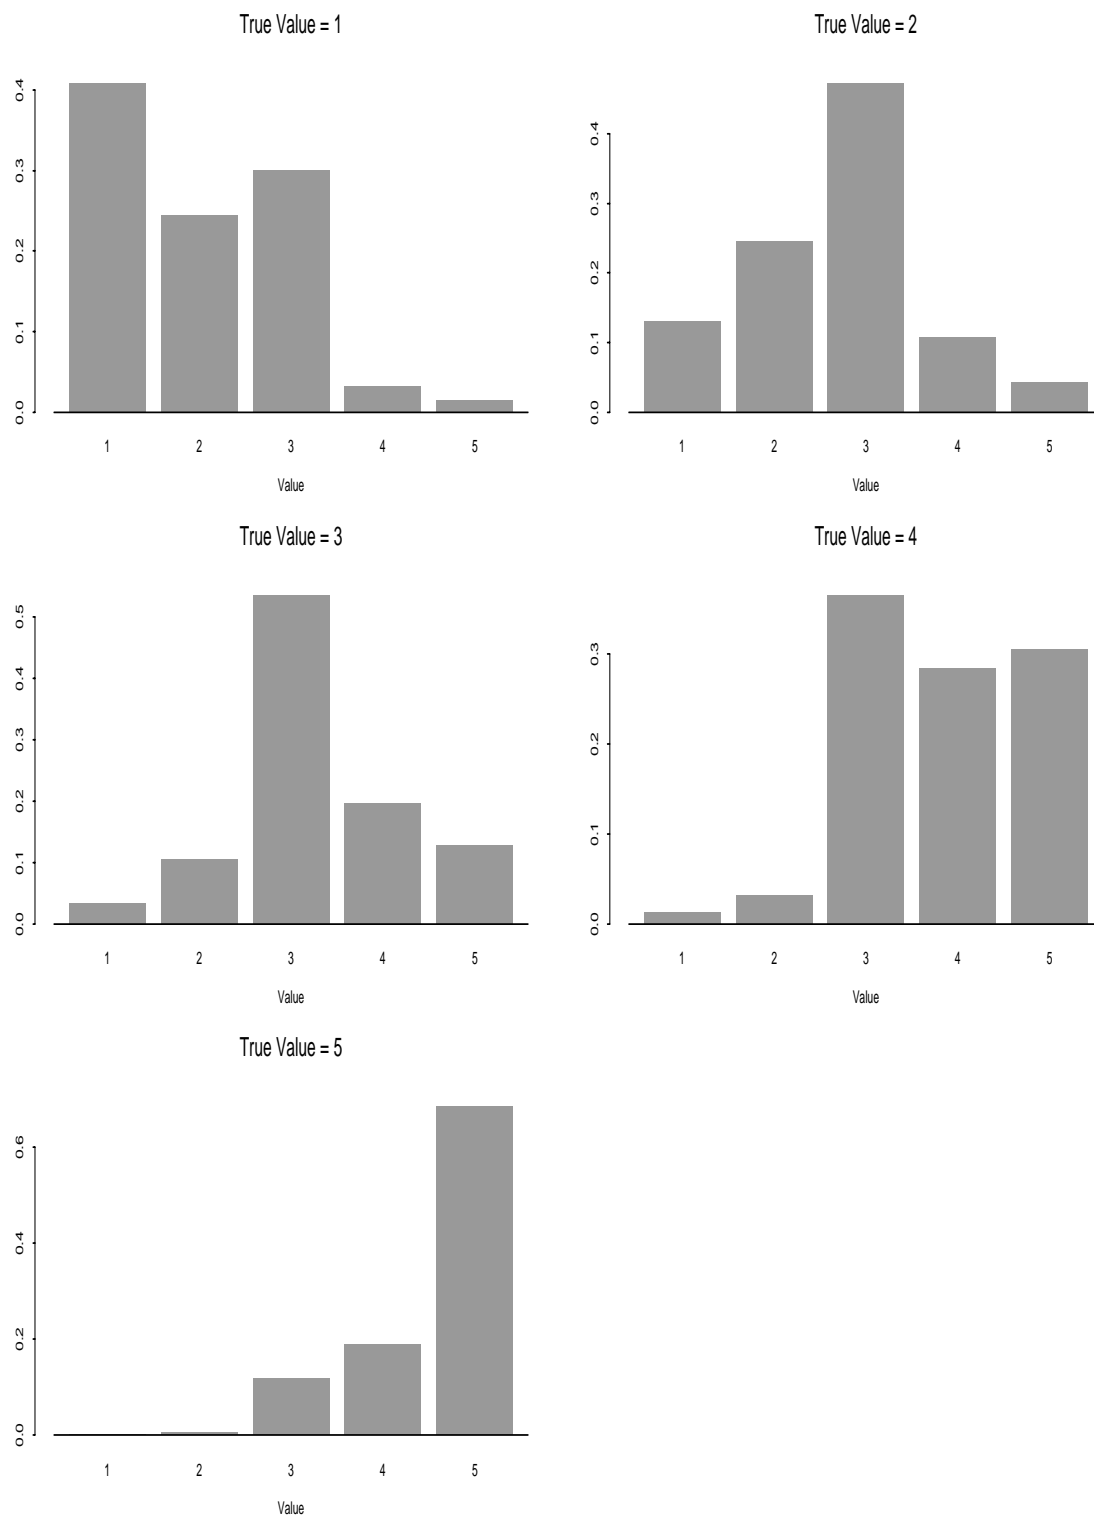 True Value = 1
0.0 0.1 0.2 0.3 0.4
1 2 3 4 5
Value
True Value = 2
0.0 0.1 0.2 0.3 0.4
1 2 3 4 5
Value
True Value = 3
0.0 0.1 0.2 0.3 0.4 0.5
1 2 3 4 5
Value
True Value = 4
0.0 0.1 0.2 0.3
1 2 3 4 5
Value
True Value = 5
0.0 0.2 0.4 0.6
1 2 3 4 5
Value